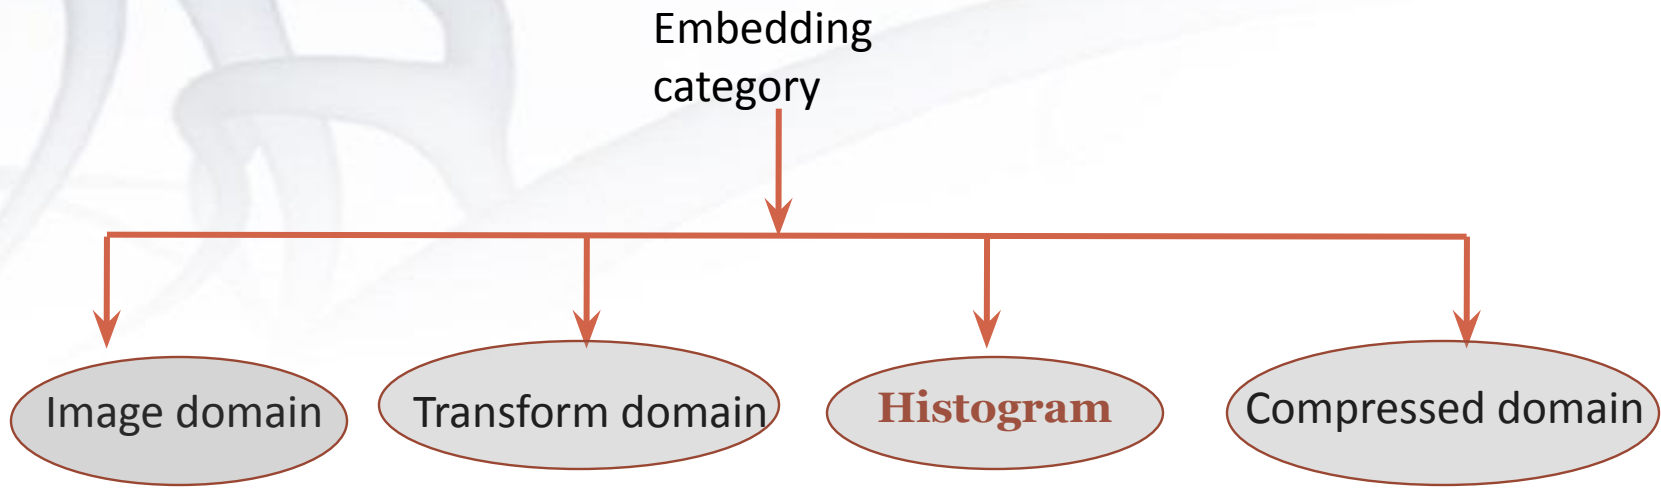 Embedding
category
Image domain
Transform domain
Histogram
Compressed domain